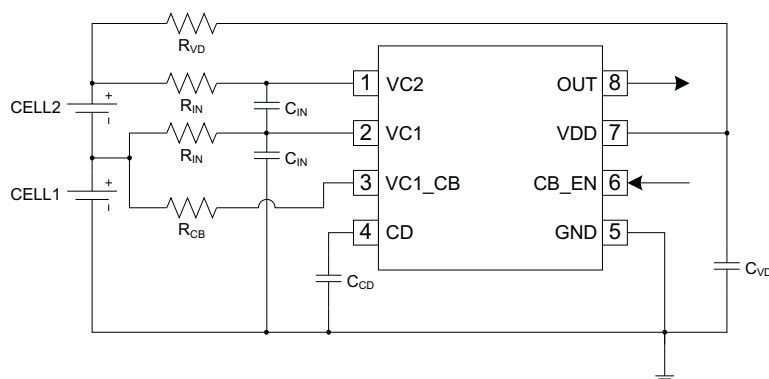 R_VD
1 VC2 OUT 8
R_IN C_IN
CELL2 + -
2 VC1 VDD 7
R_IN C_IN
3 VC1_CB CB_EN 6
CELL1 + -
R_CB
4 CD GND 5
C_CD C_VD